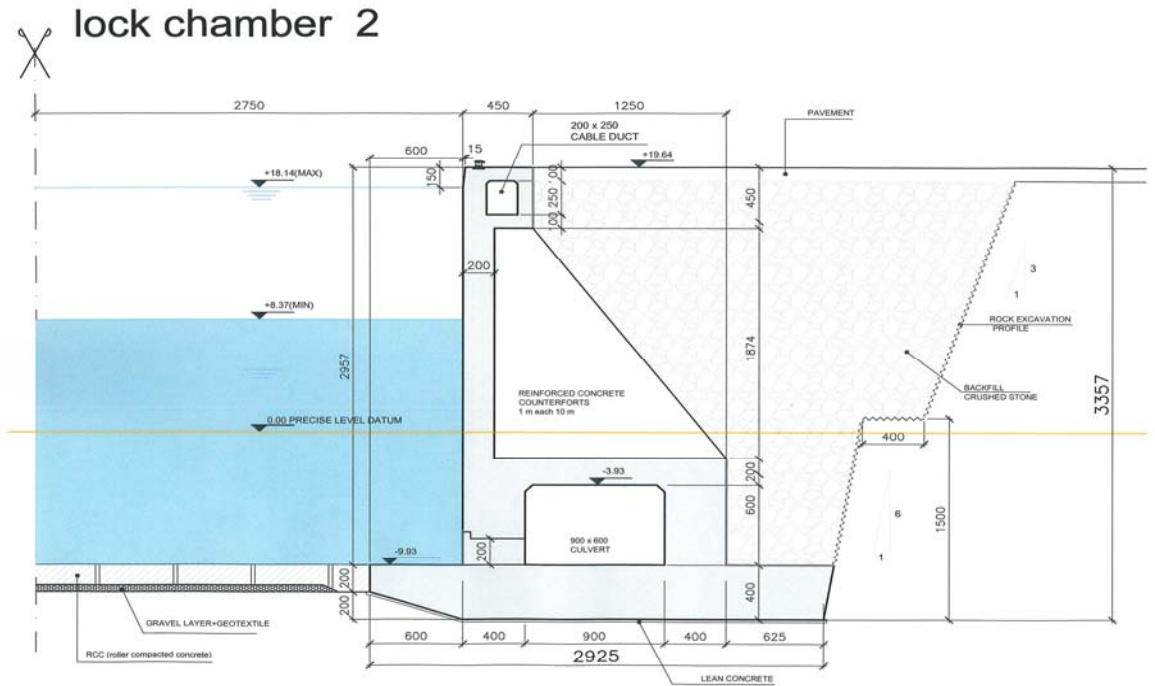 lock chamber 2
2750
450
1250
PAVEMENT
200 x 250
CABLE DUCT
600
15
+19.64
+18.14(MAX)
150
100
250
100
450
200
3
1
+8.37(MIN)
ROCK EXCAVATION
PROFILE
2957
1874
REINFORCED CONCRETE
COUNTERFORTS
1 m each 10 m
BACKFILL
CRUSHED STONE
3357
0.00 PRECISE LEVEL DATUM
400
-3.93
200
600
6
1500
900 x 600
CULVERT
200
-9.93
1
200
200
400
GRAVEL LAYER+GEOTEXTILE
600
400
900
400
625
RCC (roller compacted concrete)
2925
LEAN CONCRETE